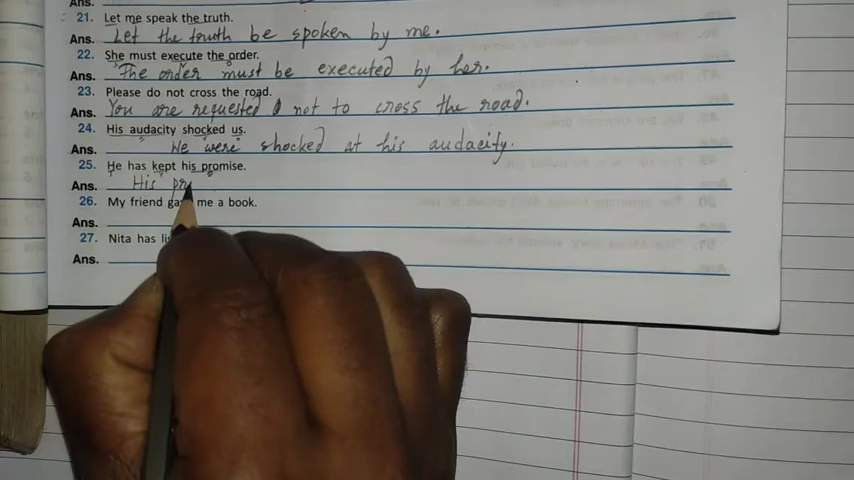 Ans.
21. Let me speak the truth.
Ans. Let the truth be spoken by me.
22. She must execute the order.
Ans. The order must be executed by her.
23. Please do not cross the road.
Ans. You are requested not to cross the road.
24. His audacity shocked us.
Ans. We were shocked at his audacify.
25. He has kept his promise.
Ans. His pr
26. My friend me a book.
Ans.
27. Nita has
Ans.